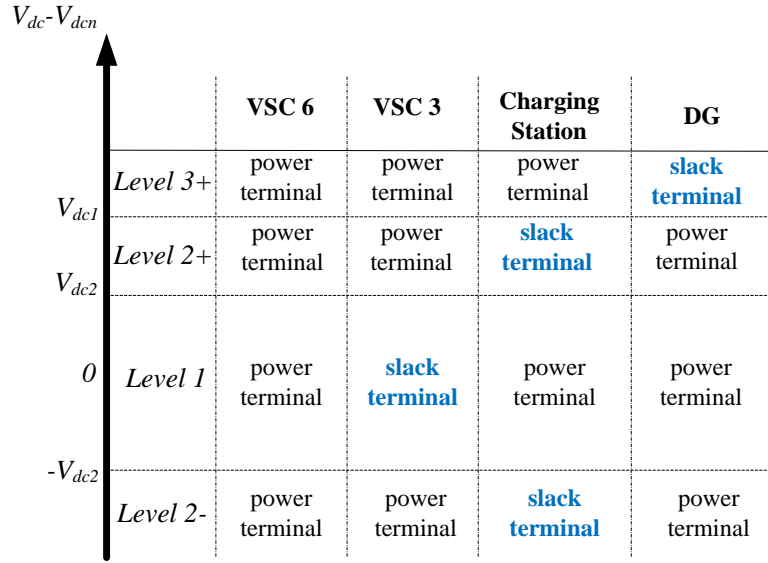 Vdc-Vdcn
VSC 6 VSC 3 Charging Station DG
Level 3+ power terminal power terminal power terminal slack terminal
Vdc1
Level 2+ power terminal power terminal slack terminal power terminal
Vdc2
0 Level 1 power terminal slack terminal power terminal power terminal
-Vdc2
Level 2- power terminal power terminal slack terminal power terminal